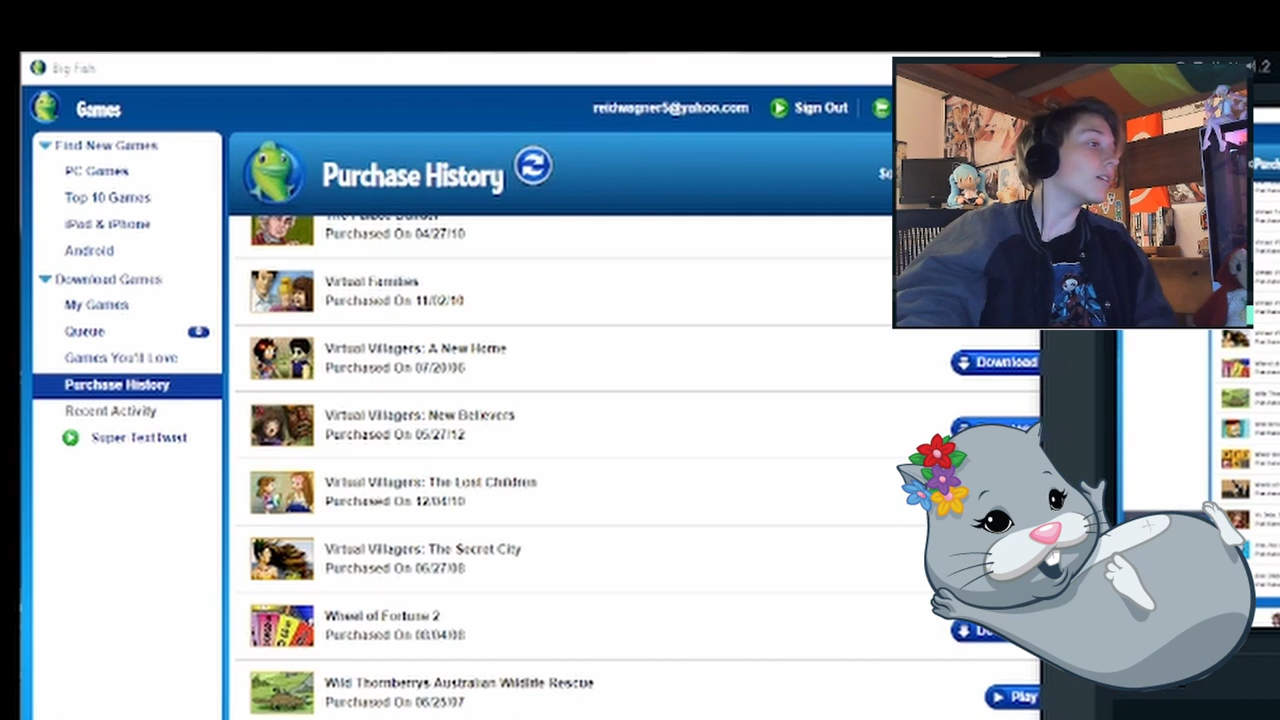 Big Fish
Games
reidwagner5@yahoo.com
Sign Out
Find New Games
PC Games
Top 10 Games
iPad & iPhone
Android
Download Games
My Games
Queue
Games You'll Love
Purchase History
Recent Activity
Super TextTwist
Purchase History
Purchased On 04/27/10
Virtual Families
Purchased On 11/02/10
Virtual Villagers: A New Home
Purchased On 07/20/06
Download
Virtual Villagers: New Believers
Purchased On 05/27/12
Virtual Villagers: The Lost Children
Purchased On 12/04/10
Virtual Villagers: The Secret City
Purchased On 06/27/08
Wheel of Fortune 2
Purchased On 08/04/08
Wild Thornberrys Australian Wildlife Rescue
Purchased On 06/25/07
Play